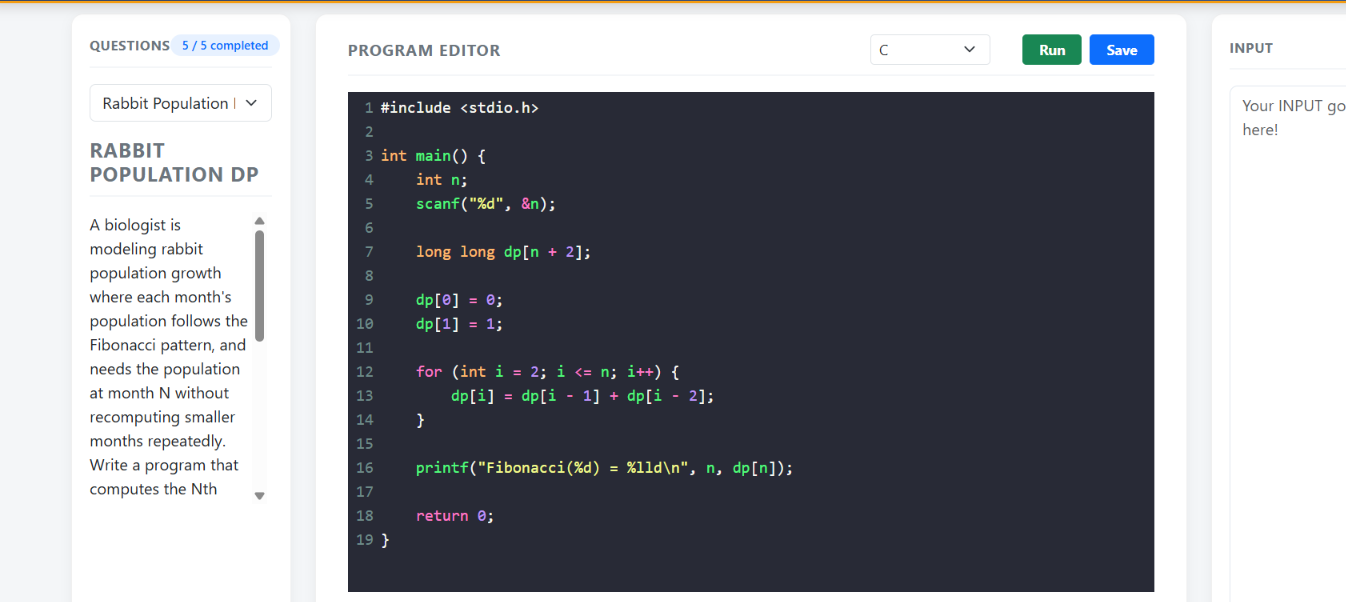 QUESTIONS 5 / 5 completed
Rabbit Population
RABBIT
POPULATION DP
A biologist is
modeling rabbit
population growth
where each month's
population follows the
Fibonacci pattern, and
needs the population
at month N without
recomputing smaller
months repeatedly.
Write a program that
computes the Nth
PROGRAM EDITOR
C
Run
Save
1 #include <stdio.h>
2
3 int main() {
4     int n;
5     scanf("%d", &n);
6
7     long long dp[n + 2];
8
9     dp[0] = 0;
10     dp[1] = 1;
11
12     for (int i = 2; i <= n; i++) {
13         dp[i] = dp[i - 1] + dp[i - 2];
14     }
15
16     printf("Fibonacci(%d) = %lld\n", n, dp[n]);
17
18     return 0;
19 }
INPUT
Your INPUT go
here!